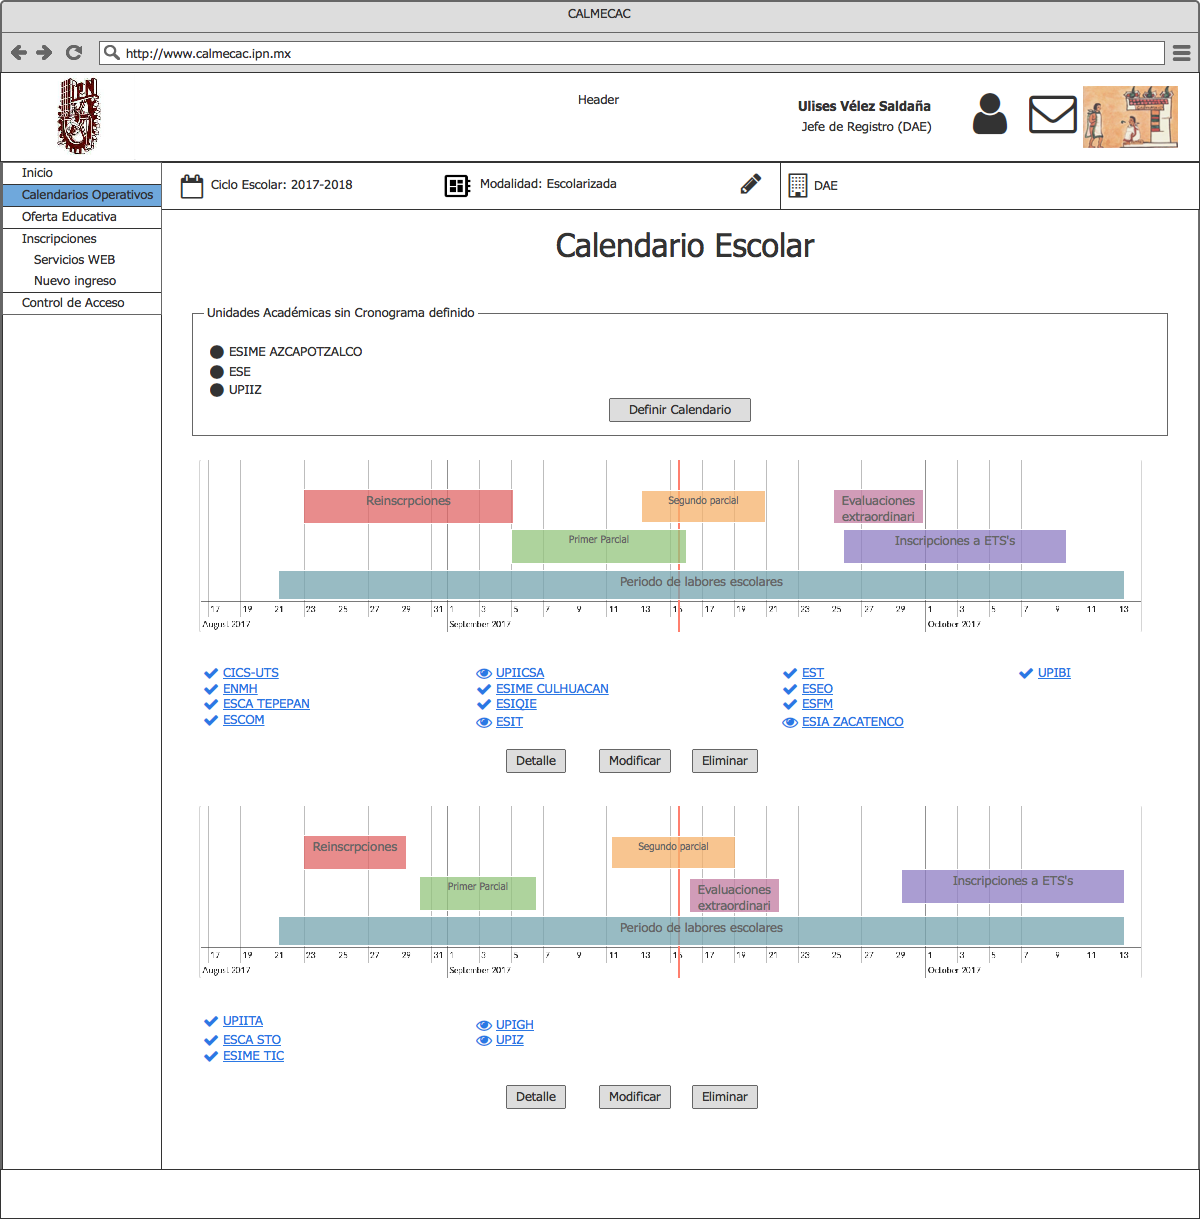 CALMECAC
http://www.calmecac.ipn.mx
IPN
Header
Ulises Vélez Saldaña
Jefe de Registro (DAE)
Inicio
Calendarios Operativos
Oferta Educativa
Inscripciones
Servicios WEB
Nuevo ingreso
Control de Acceso
Ciclo Escolar: 2017-2018
Modalidad: Escolarizada
DAE
Calendario Escolar
Unidades Académicas sin Cronograma definido
ESIME AZCAPOTZALCO
ESE
UPIIZ
Definir Calendario
Reinscrpciones
Segundo parcial
Evaluaciones
extraordinari
Primer Parcial
Inscripciones a ETS's
Periodo de labores escolares
17 19 21 23 25 27 29 31 1 3 5 7 9 11 13 15 17 19 21 23 25 27 29 1 3 5 7 9 11 13
August 2017 September 2017 October 2017
CICS-UTS UPIICSA EST UPIBI
ENMH ESIME CULHUACAN ESEO
ESCA TEPEPAN ESIQIE ESFM
ESCOM ESIT ESIA ZACATENCO
Detalle Modificar Eliminar
Reinscrpciones
Segundo parcial
Primer Parcial
Evaluaciones
extraordinari
Inscripciones a ETS's
Periodo de labores escolares
17 19 21 23 25 27 29 31 1 3 5 7 9 11 13 15 17 19 21 23 25 27 29 1 3 5 7 9 11 13
August 2017 September 2017 October 2017
UPIITA UPIGH
ESCA STO UPIZ
ESIME TIC
Detalle Modificar Eliminar